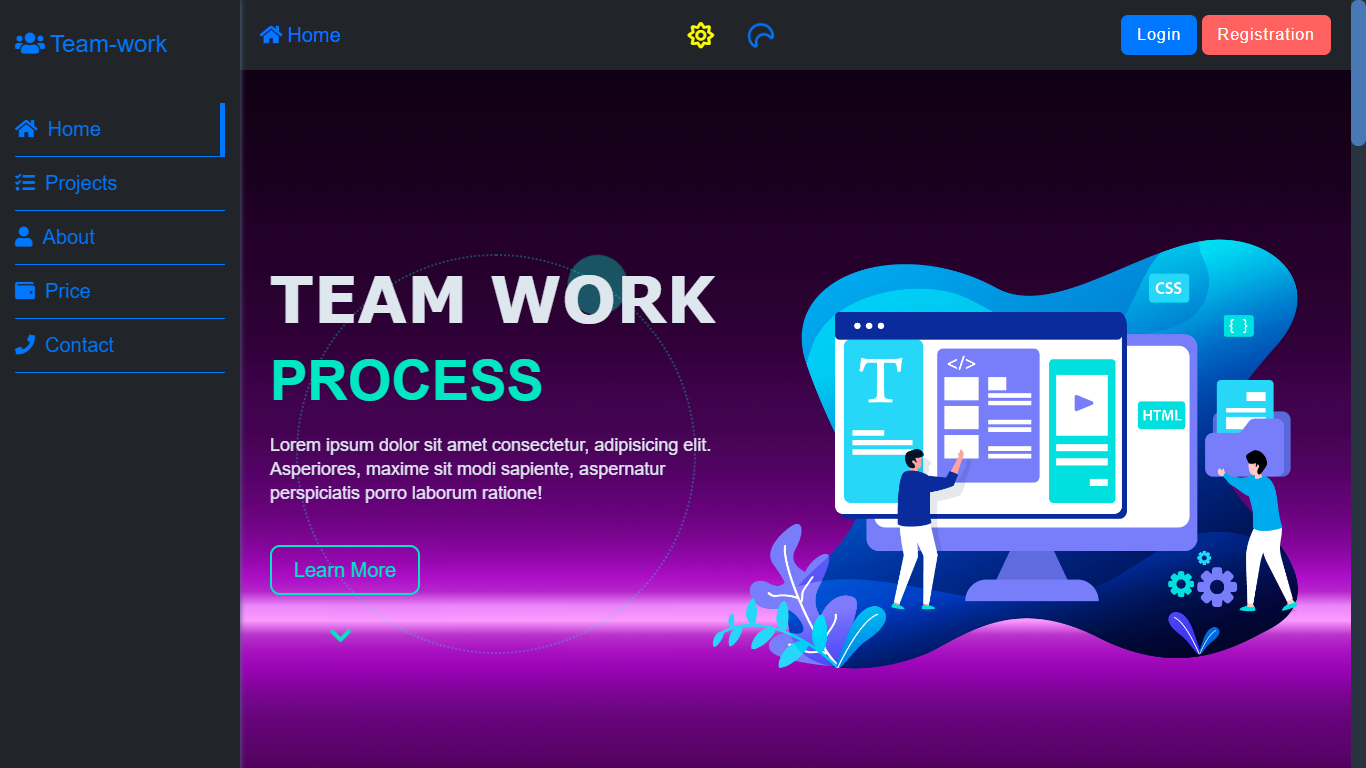 Team-work
Home
Projects
About
Price
Contact
Home
Login
Registration
TEAM WORK
PROCESS
Lorem ipsum dolor sit amet consectetur, adipisicing elit.
Asperiores, maxime sit modi sapiente, aspernatur
perspiciatis porro laborum ratione!
Learn More
CSS
{ }
</>
T
HTML